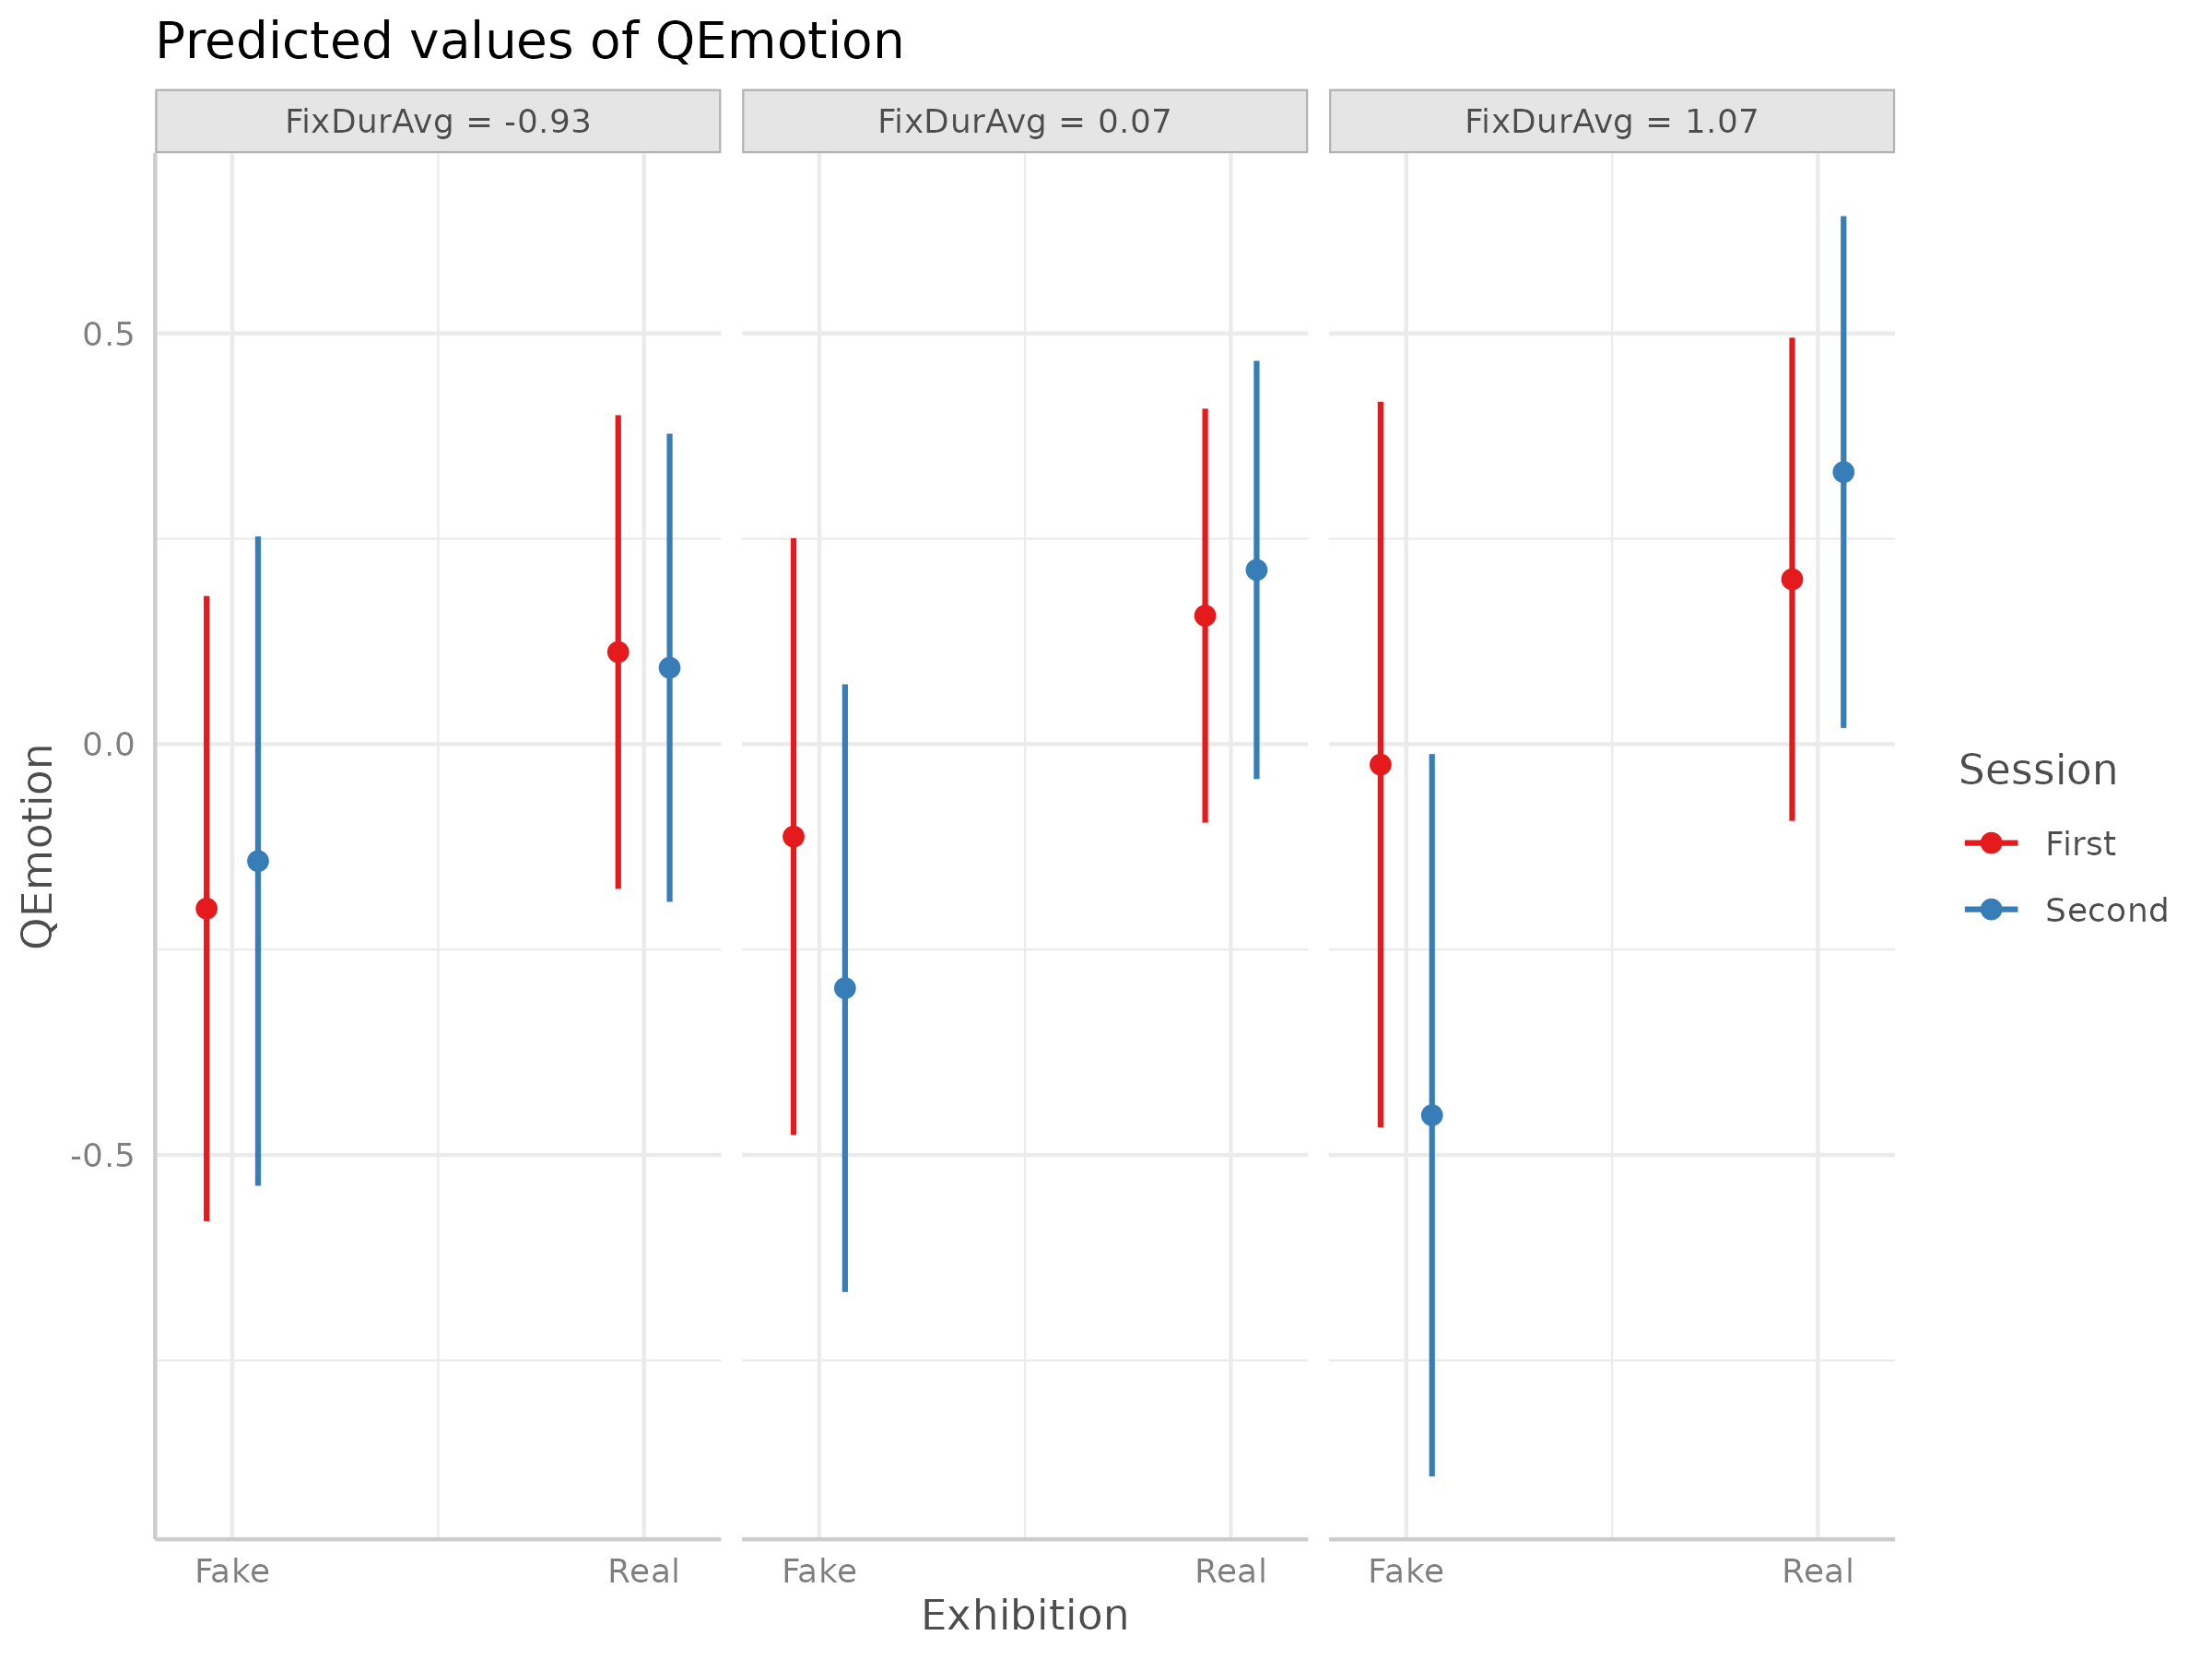 Predicted values of QEmotion
FixDurAvg = -0.93
FixDurAvg = 0.07
FixDurAvg = 1.07
0.5
0.0
-0.5
QEmotion
Fake
Real
Fake
Real
Fake
Real
Exhibition
Session
First
Second